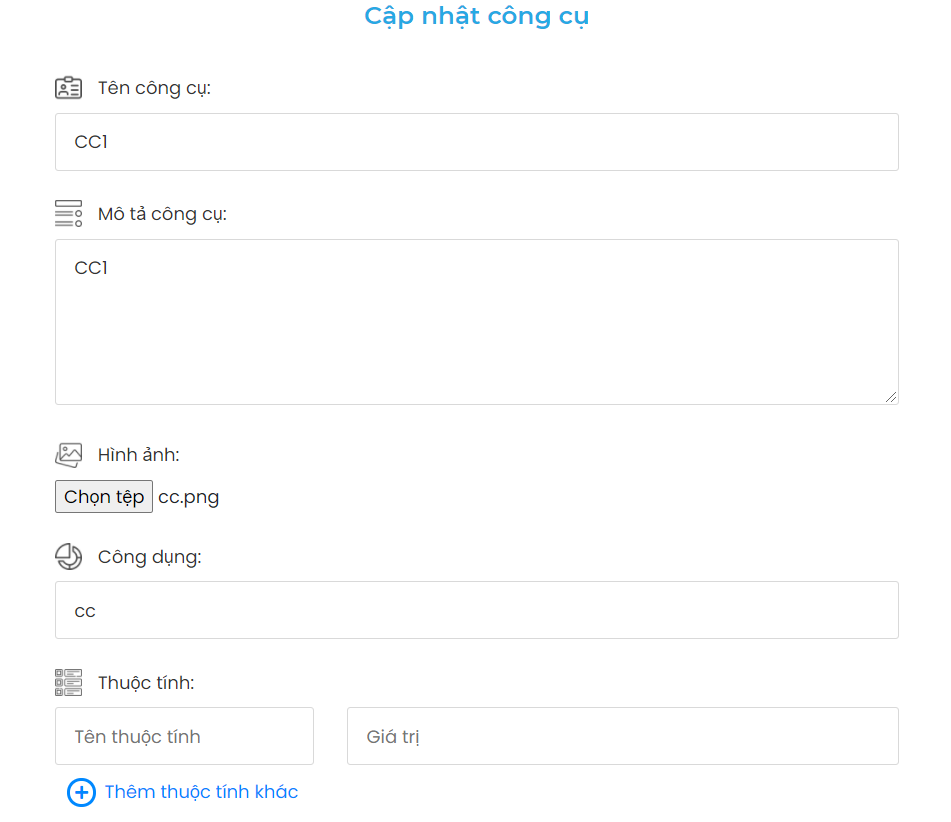 Cập nhật công cụ
Tên công cụ:
CC1
Mô tả công cụ:
CC1
Hình ảnh:
Chọn tệp cc.png
Công dụng:
cc
Thuộc tính:
Tên thuộc tính Giá trị
Thêm thuộc tính khác